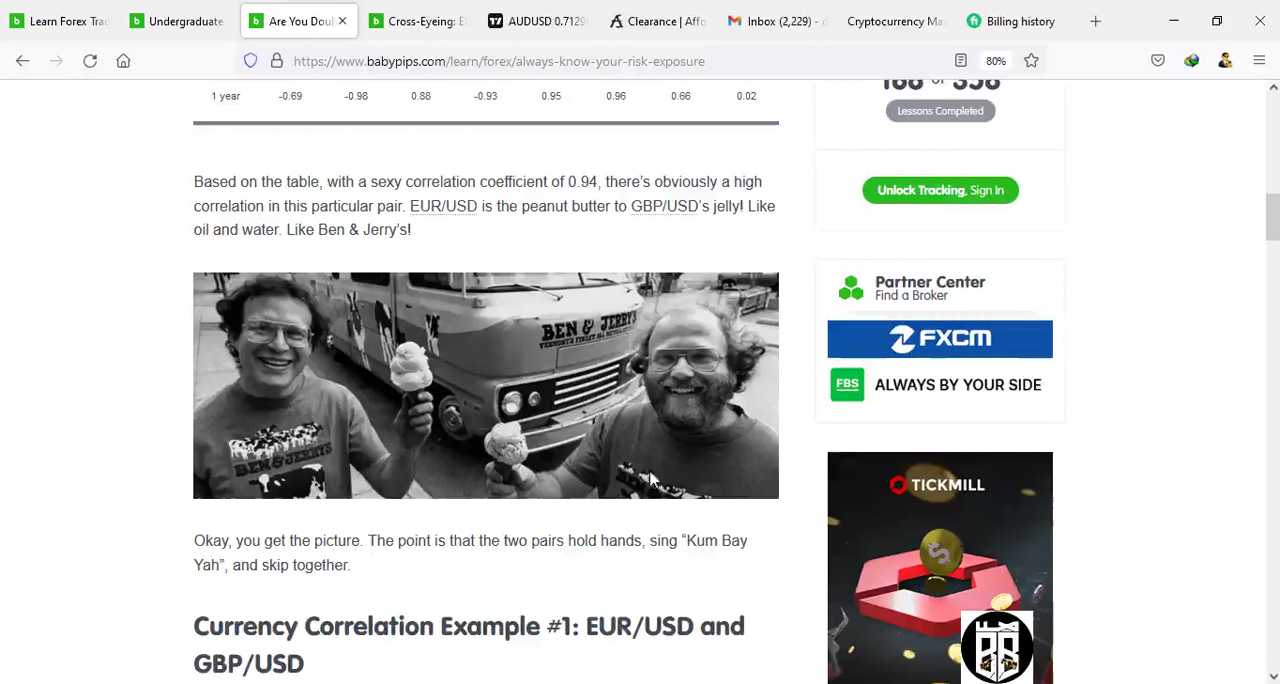 Learn Forex Tra
Undergraduate
Are You Doul
Cross-Eyeing: E
AUDUSD 0.7129
Clearance | Affo
Inbox (2,229) - d
Cryptocurrency Ma
Billing history
https://www.babypips.com/learn/forex/always-know-your-risk-exposure
80%
1 year -0.69 -0.98 0.88 -0.93 0.95 0.96 0.66 0.02
168 of 358
Lessons Completed
Unlock Tracking, Sign In
Based on the table, with a sexy correlation coefficient of 0.94, there's obviously a high
correlation in this particular pair. EUR/USD is the peanut butter to GBP/USD's jelly! Like
oil and water. Like Ben & Jerry's!
BEN & JERRY'S
BEN & JERRY'S
Partner Center
Find a Broker
FXCM
FBS ALWAYS BY YOUR SIDE
TICKMILL
Okay, you get the picture. The point is that the two pairs hold hands, sing “Kum Bay
Yah”, and skip together.
Currency Correlation Example #1: EUR/USD and
GBP/USD